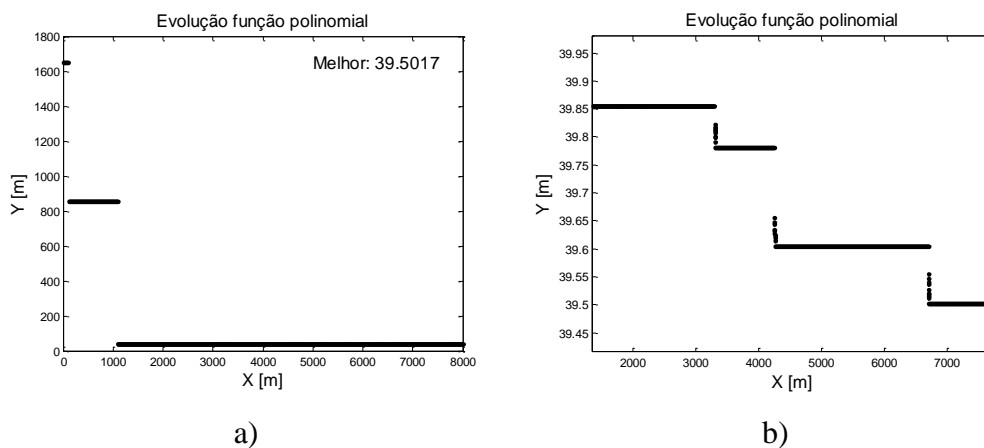 Evolução função polinomial
Melhor: 39.5017
1800
1600
1400
1200
1000
800
600
400
200
0
Y [m]
0 1000 2000 3000 4000 5000 6000 7000 8000
X [m]
a)
Evolução função polinomial
39.95
39.9
39.85
39.8
39.75
39.7
39.65
39.6
39.55
39.5
39.45
Y [m]
2000 3000 4000 5000 6000 7000
X [m]
b)